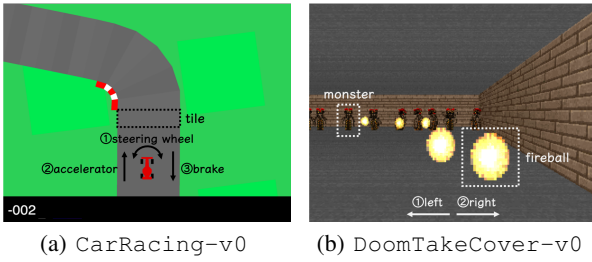 tile
①steering wheel
②accelerator
③brake
-002
monster
fireball
①left ②right
(a) CarRacing-v0
(b) DoomTakeCover-v0